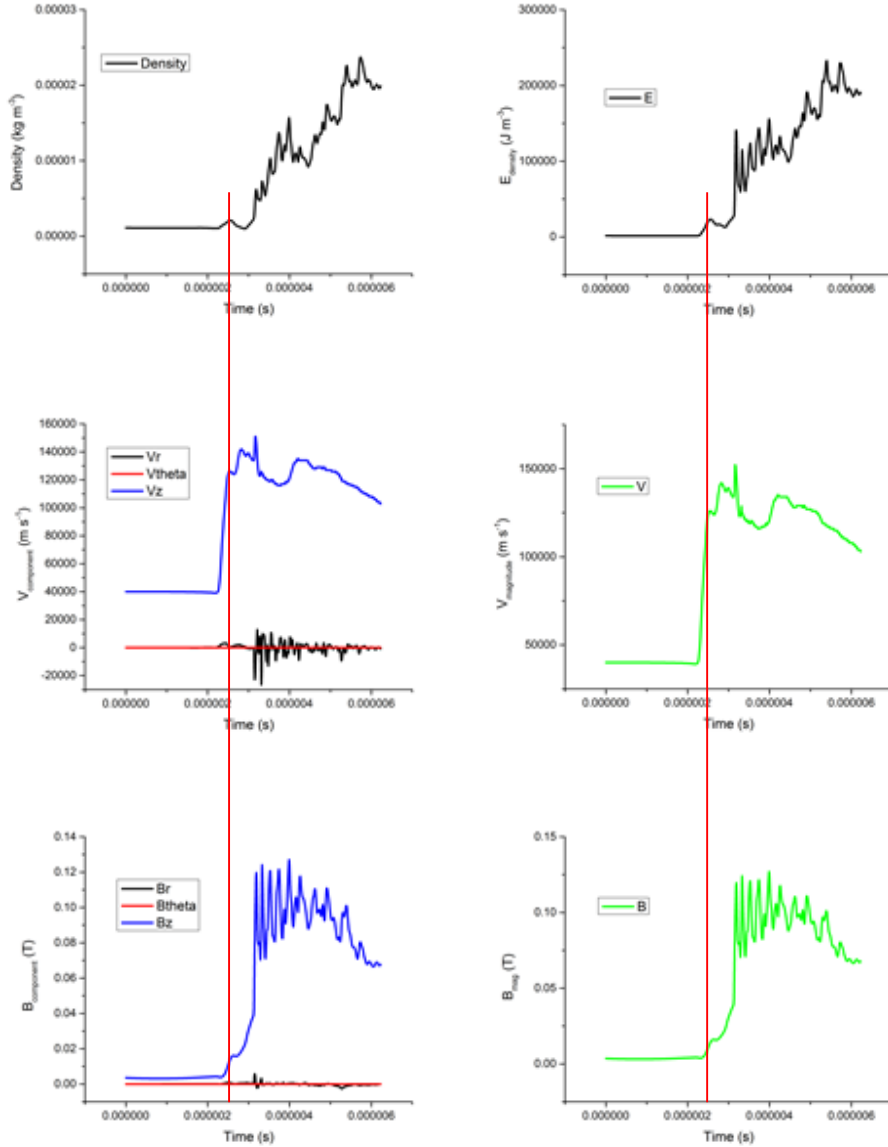 0.00003
0.00002
0.00001
0.00000
Density (kg m⁻³)
Density
0.000000
0.000002
0.000004
0.000006
Time (s)
300000
200000
100000
0
E density (J m⁻³)
E
0.000000
0.000002
0.000004
0.000006
Time (s)
160000
140000
120000
100000
80000
60000
40000
20000
0
-20000
V component (m s⁻¹)
Vr
Vtheta
Vz
0.000000
0.000002
0.000004
0.000006
Time (s)
150000
100000
50000
V magnitude (m s⁻¹)
V
0.000000
0.000002
0.000004
0.000006
Time (s)
0.14
0.12
0.10
0.08
0.06
0.04
0.02
0.00
B component (T)
Br
Btheta
Bz
0.000000
0.000002
0.000004
0.000006
Time (s)
0.15
0.10
0.05
0.00
B mag (T)
B
0.000000
0.000002
0.000004
0.000006
Time (s)